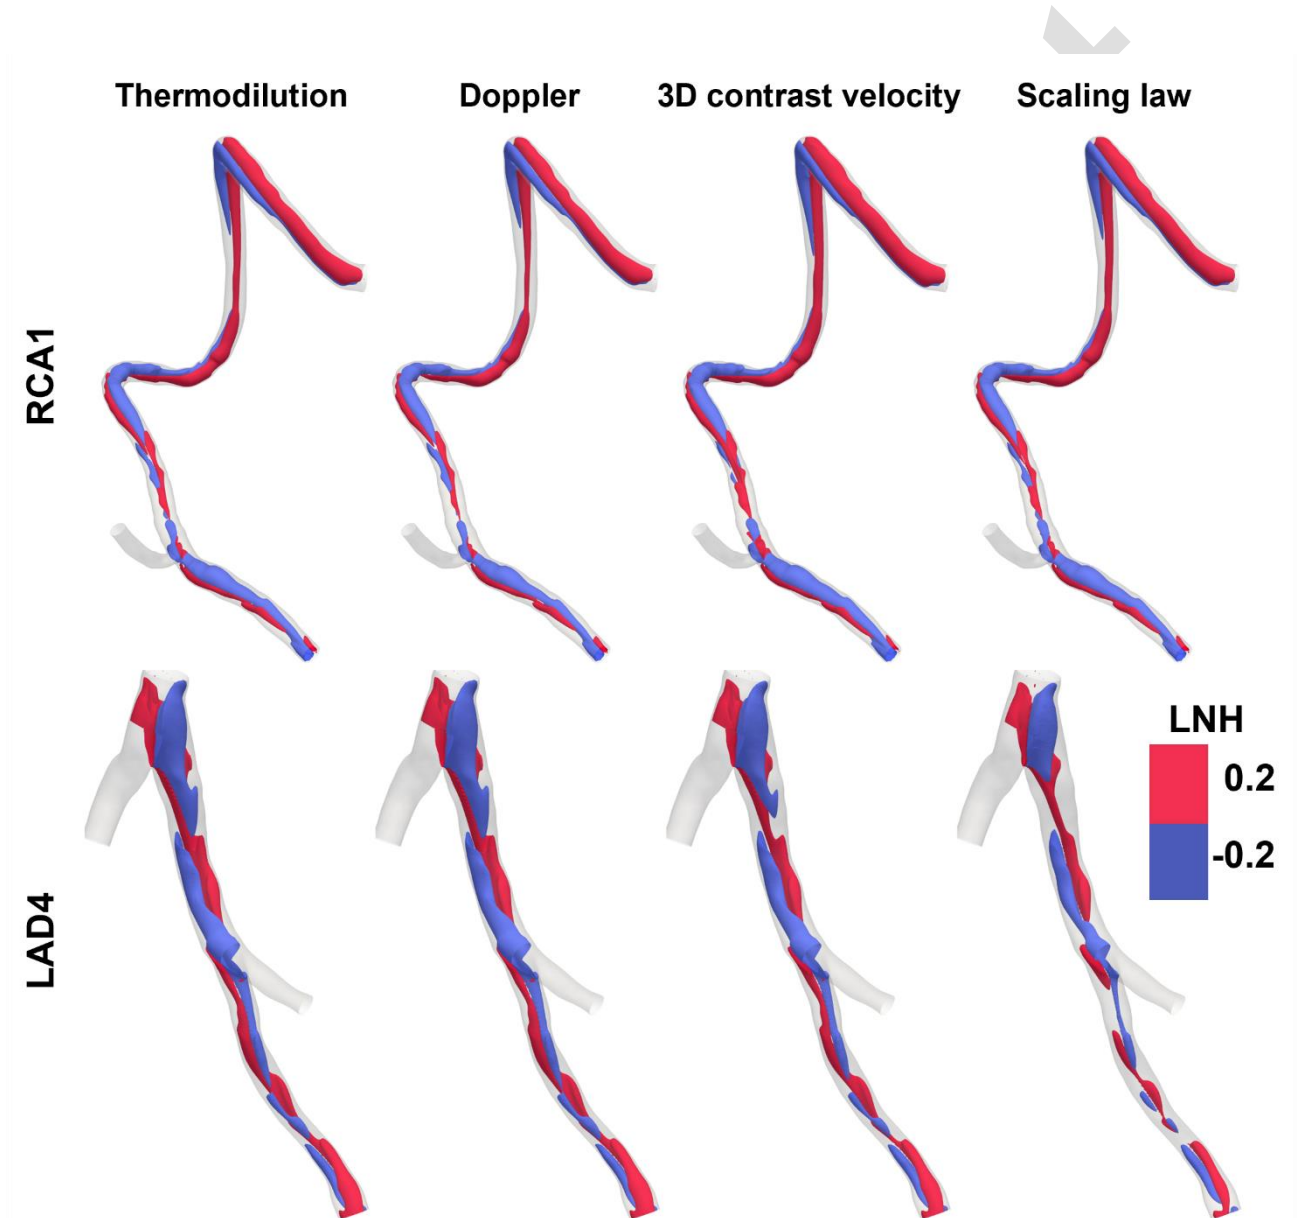 Thermodilution Doppler 3D contrast velocity Scaling law
RCA1
LAD4
LNH
0.2
-0.2